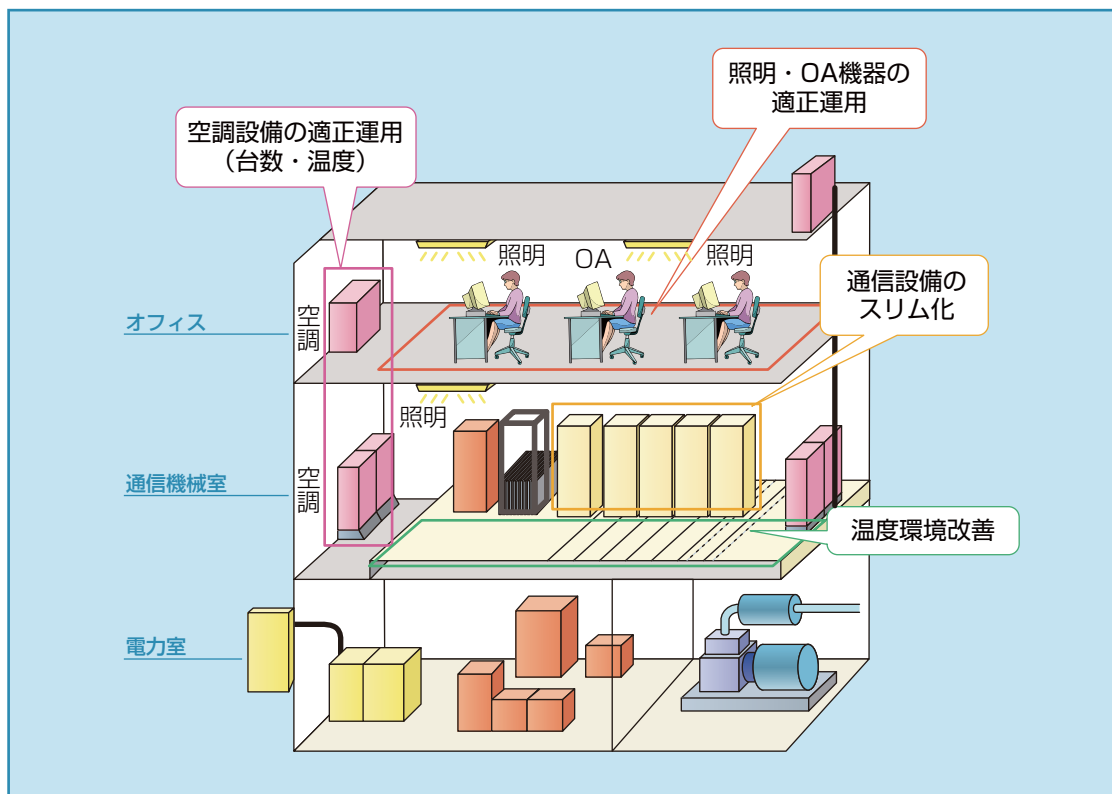 照明・OA機器の
適正運用
空調設備の適正運用
（台数・温度）
照明
OA
照明
通信設備の
スリム化
オフィス
空調
照明
通信機械室
空調
温度環境改善
電力室